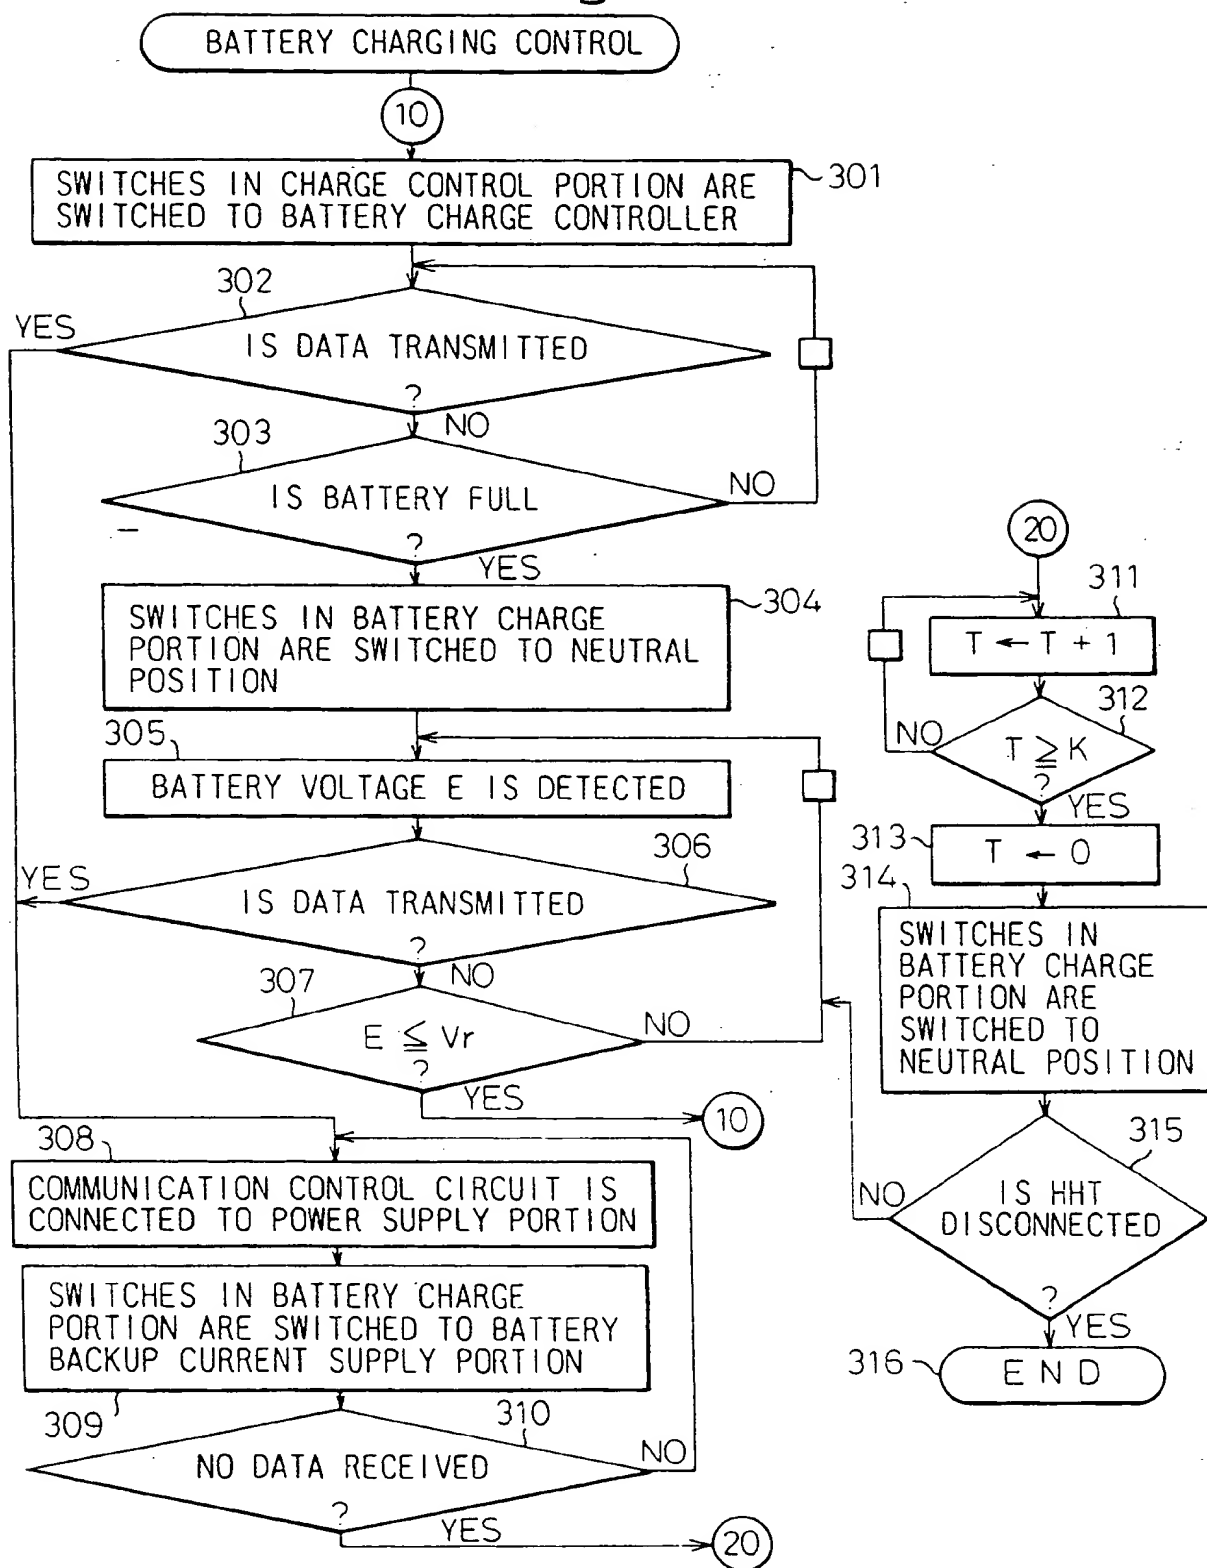 BATTERY CHARGING CONTROL
10
SWITCHES IN CHARGE CONTROL PORTION ARE
SWITCHED TO BATTERY CHARGE CONTROLLER
301
302
YES
IS DATA TRANSMITTED
?
NO
303
IS BATTERY FULL
?
NO
YES
SWITCHES IN BATTERY CHARGE
PORTION ARE SWITCHED TO NEUTRAL
POSITION
304
305
BATTERY VOLTAGE E IS DETECTED
306
YES
IS DATA TRANSMITTED
?
NO
307
E ≦ Vr
?
NO
YES
10
308
COMMUNICATION CONTROL CIRCUIT IS
CONNECTED TO POWER SUPPLY PORTION
SWITCHES IN BATTERY CHARGE
PORTION ARE SWITCHED TO BATTERY
BACKUP CURRENT SUPPLY PORTION
309
310
NO DATA RECEIVED
?
NO
YES
20
20
311
T ← T + 1
312
NO
T ≧ K
?
YES
313
T ← 0
314
SWITCHES IN
BATTERY CHARGE
PORTION ARE
SWITCHED TO
NEUTRAL POSITION
315
NO
IS HHT
DISCONNECTED
?
YES
316
END